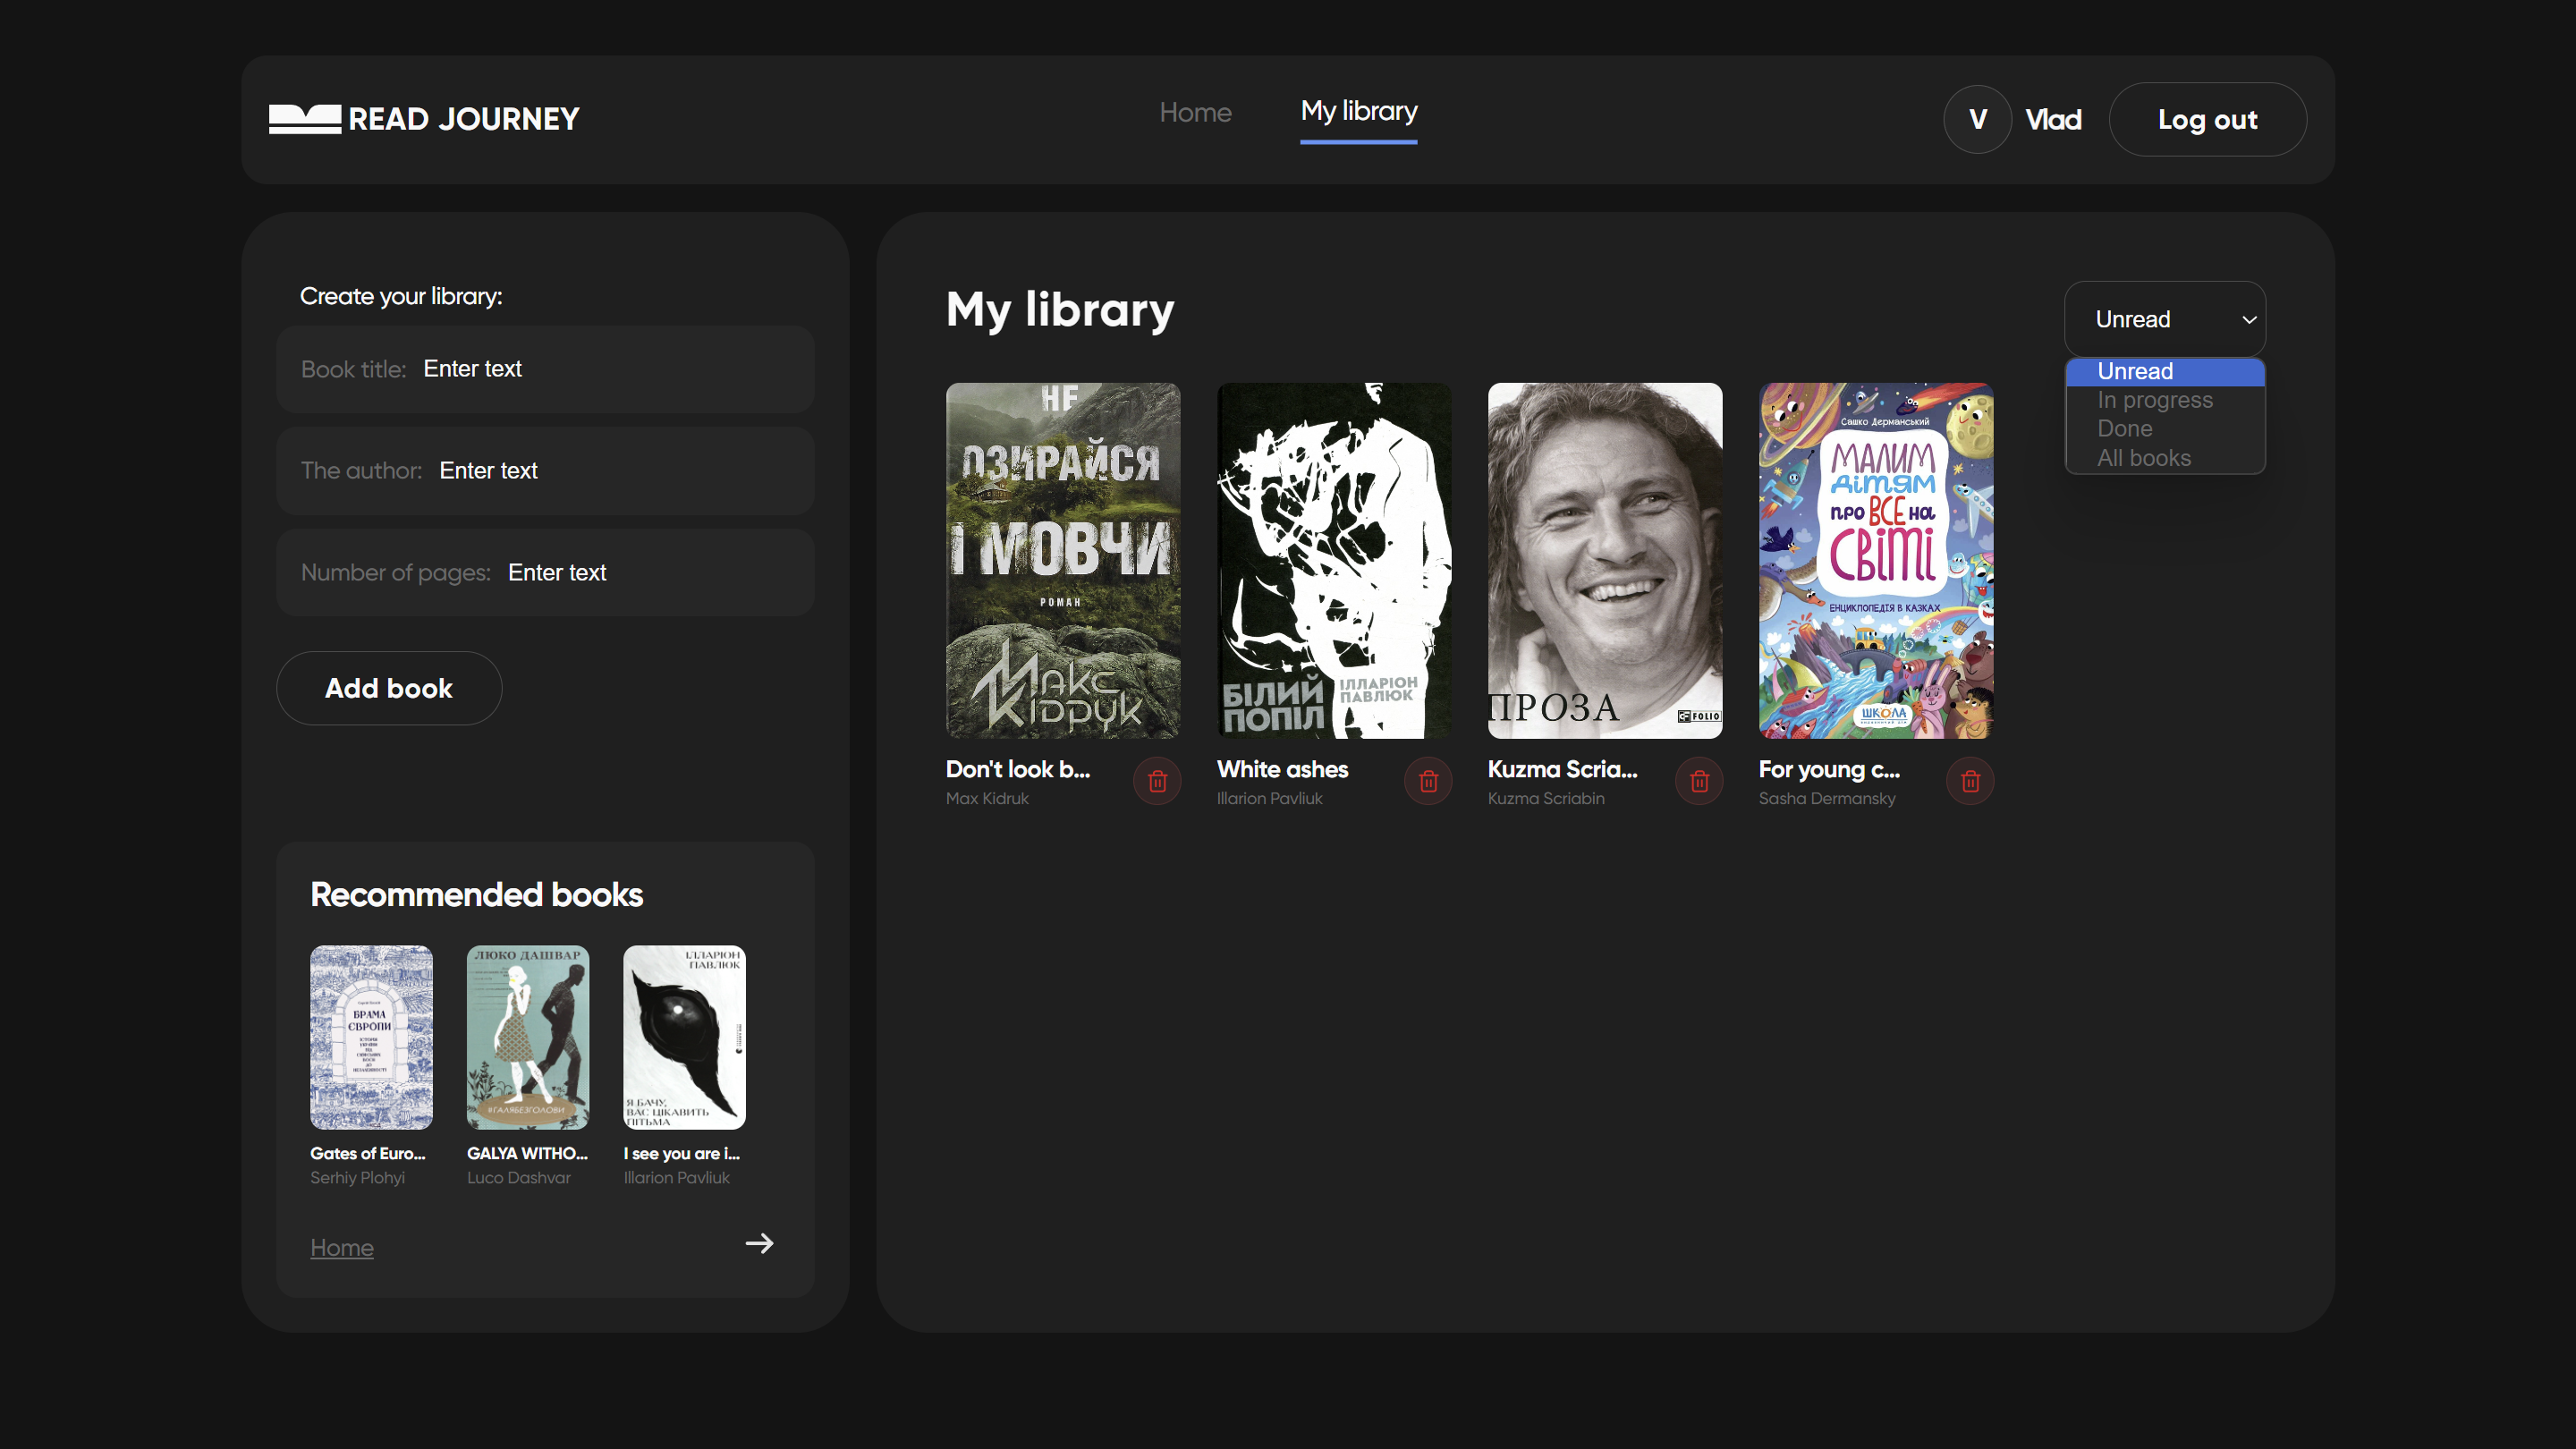 READ JOURNEY
Home
My library
V
Vlad
Log out
Create your library:
Book title: Enter text
The author: Enter text
Number of pages: Enter text
Add book
Recommended books
БРАМА
ЄВРОПИ
ЛЮКО ДАШВАР
#ГАЛЯБЕЗГОЛОВИ
ІЛЛАРІОН
ПАВЛЮК
Я БАЧУ,
ВАС ЦІКАВИТЬ
ПІТЬМА
Gates of Euro...
Serhiy Plohyi
GALYA WITHO...
Luco Dashvar
I see you are i...
Illarion Pavliuk
Home
My library
Unread
Unread
In progress
Done
All books
НЕ
ОЗИРАЙСЯ
І МОВЧИ
РОМАН
Макс
Кідрук
БІЛИЙ
ПОПІЛ
ІЛЛАРІОН
ПАВЛЮК
ПРОЗА
FOLIO
Сашко Дерманський
МАЛИМ
ДІТЯМ
про ВСЕ на
СВІТІ
ЕНЦИКЛОПЕДІЯ В КАЗКАХ
ШКОЛА
Don't look b...
Max Kidruk
White ashes
Illarion Pavliuk
Kuzma Scria...
Kuzma Scriabin
For young c...
Sasha Dermansky